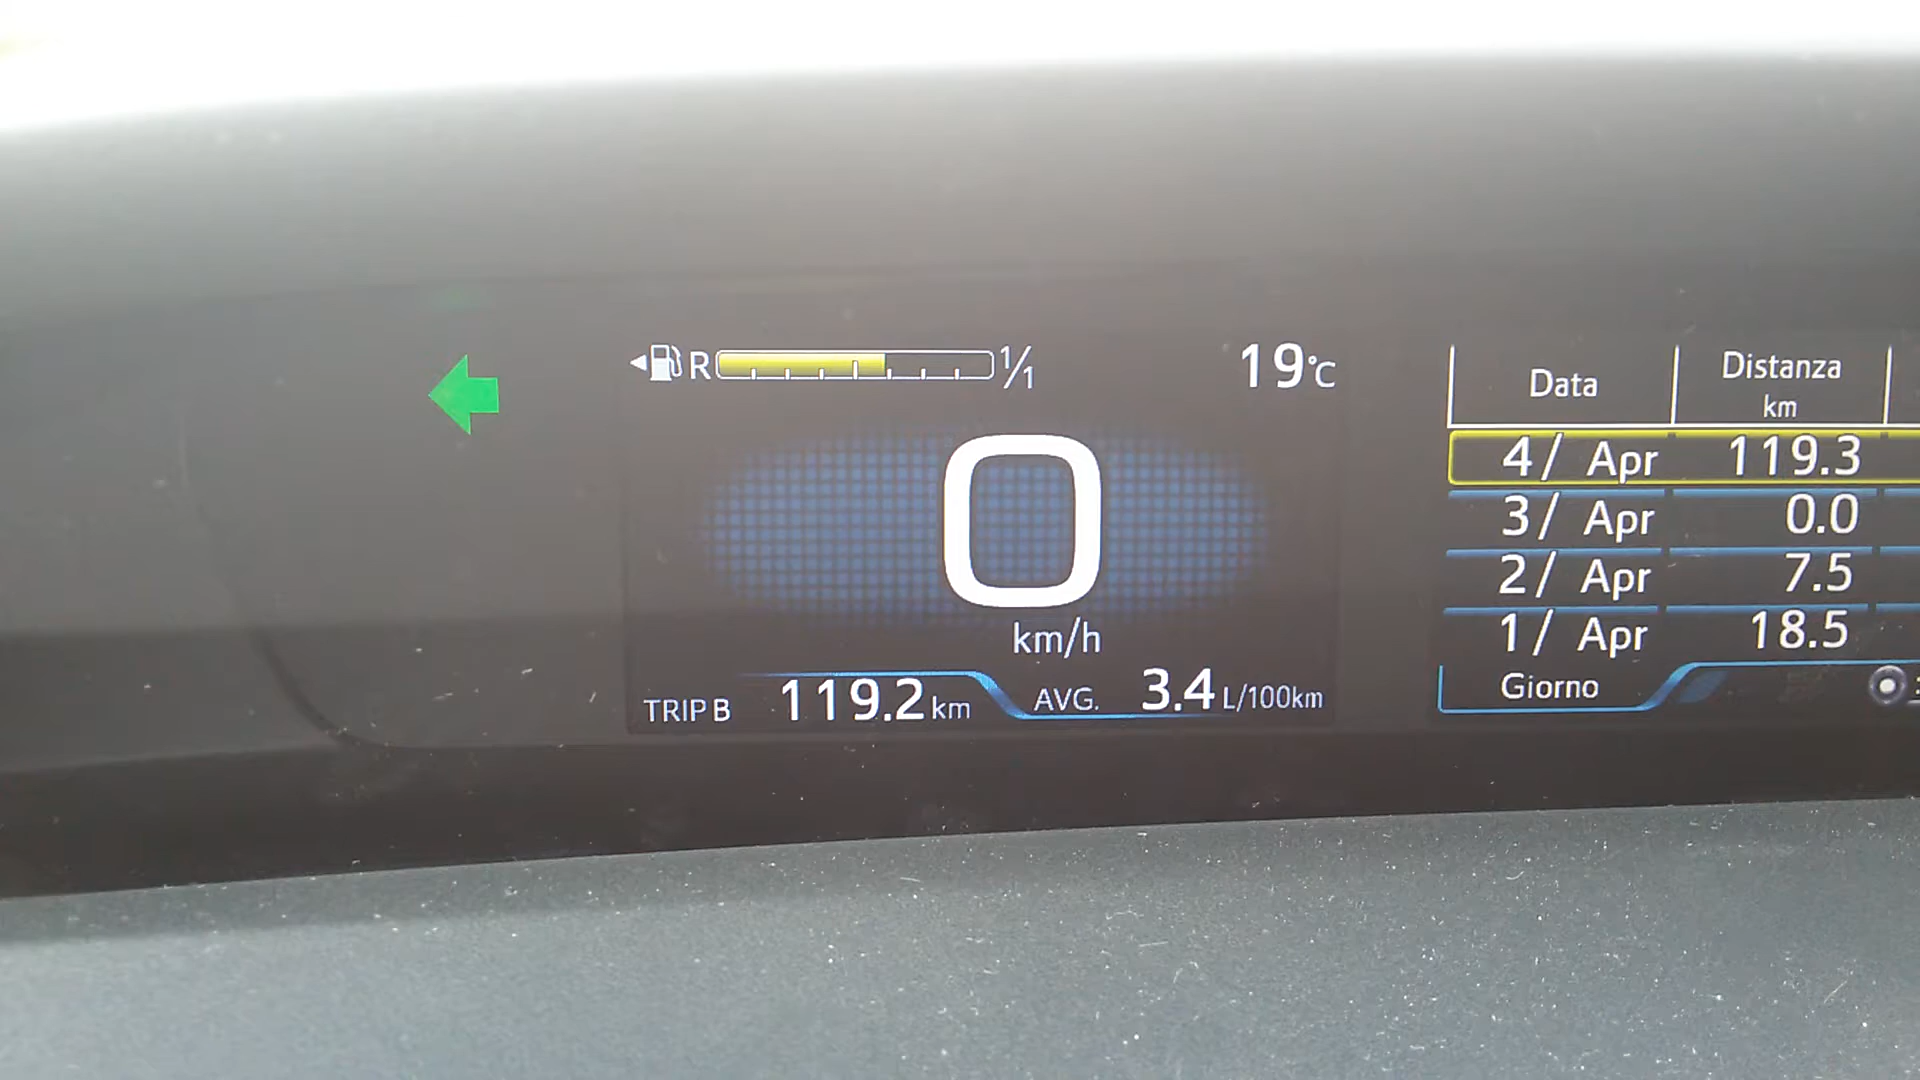 R 1/1
19°C
0
km/h
TRIP B 119.2 km AVG. 3.4 L/100km
Data Distanza
km
4/ Apr 119.3
3/ Apr 0.0
2/ Apr 7.5
1/ Apr 18.5
Giorno